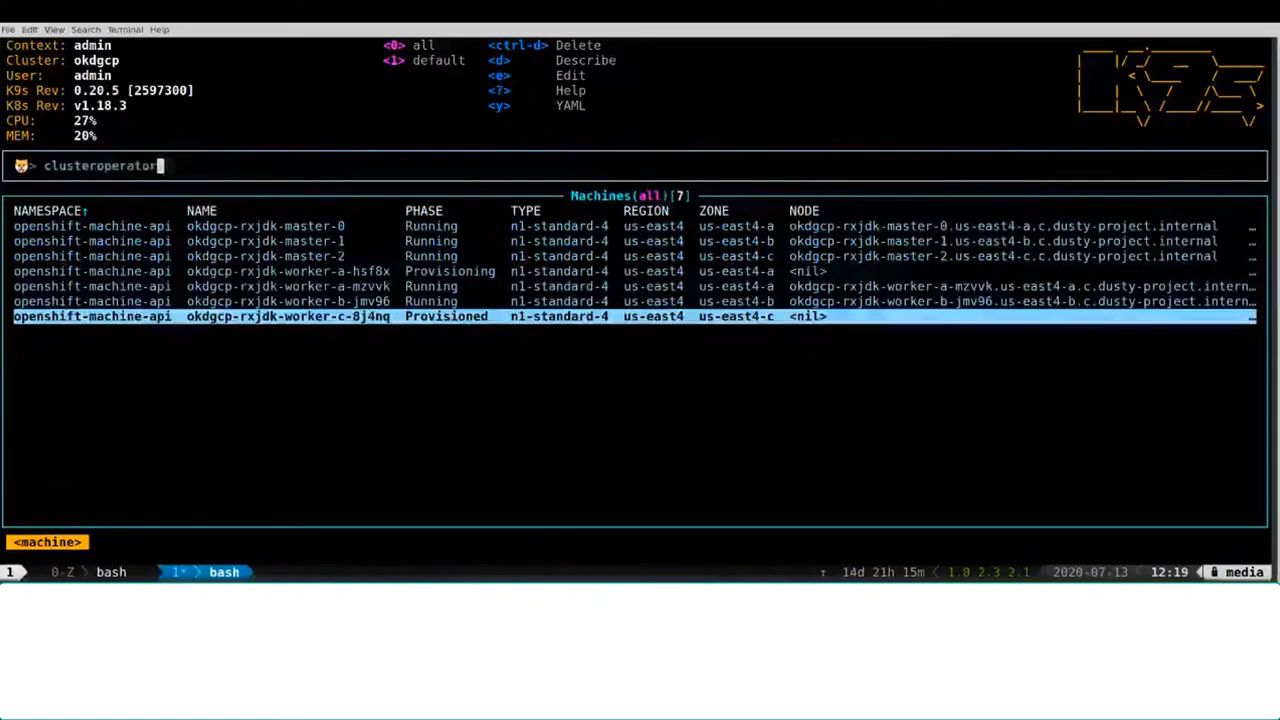 File Edit View Search Terminal Help
Context: admin <0> all <ctrl-d> Delete
Cluster: okdgcp <1> default <d> Describe
User: admin <e> Edit
K9s Rev: 0.20.5 [2597300] <?> Help
K8s Rev: v1.18.3 <y> YAML
CPU: 27%
MEM: 20%
> clusteroperator
Machines(all)[7]
NAMESPACE↑ NAME PHASE TYPE REGION ZONE NODE
openshift-machine-api okdgcp-rxjdk-master-0 Running n1-standard-4 us-east4 us-east4-a okdgcp-rxjdk-master-0.us-east4-a.c.dusty-project.internal …
openshift-machine-api okdgcp-rxjdk-master-1 Running n1-standard-4 us-east4 us-east4-b okdgcp-rxjdk-master-1.us-east4-b.c.dusty-project.internal …
openshift-machine-api okdgcp-rxjdk-master-2 Running n1-standard-4 us-east4 us-east4-c okdgcp-rxjdk-master-2.us-east4-c.c.dusty-project.internal …
openshift-machine-api okdgcp-rxjdk-worker-a-hsf8x Provisioning n1-standard-4 us-east4 us-east4-a <nil> …
openshift-machine-api okdgcp-rxjdk-worker-a-mzvvk Running n1-standard-4 us-east4 us-east4-a okdgcp-rxjdk-worker-a-mzvvk.us-east4-a.c.dusty-project.intern…
openshift-machine-api okdgcp-rxjdk-worker-b-jmv96 Running n1-standard-4 us-east4 us-east4-b okdgcp-rxjdk-worker-b-jmv96.us-east4-b.c.dusty-project.intern…
openshift-machine-api okdgcp-rxjdk-worker-c-8j4nq Provisioned n1-standard-4 us-east4 us-east4-c <nil> …
<machine>
1 0-Z bash 1* bash ↑ 14d 21h 15m 1.8 2.3 2.1 2020-07-13 12:19 media